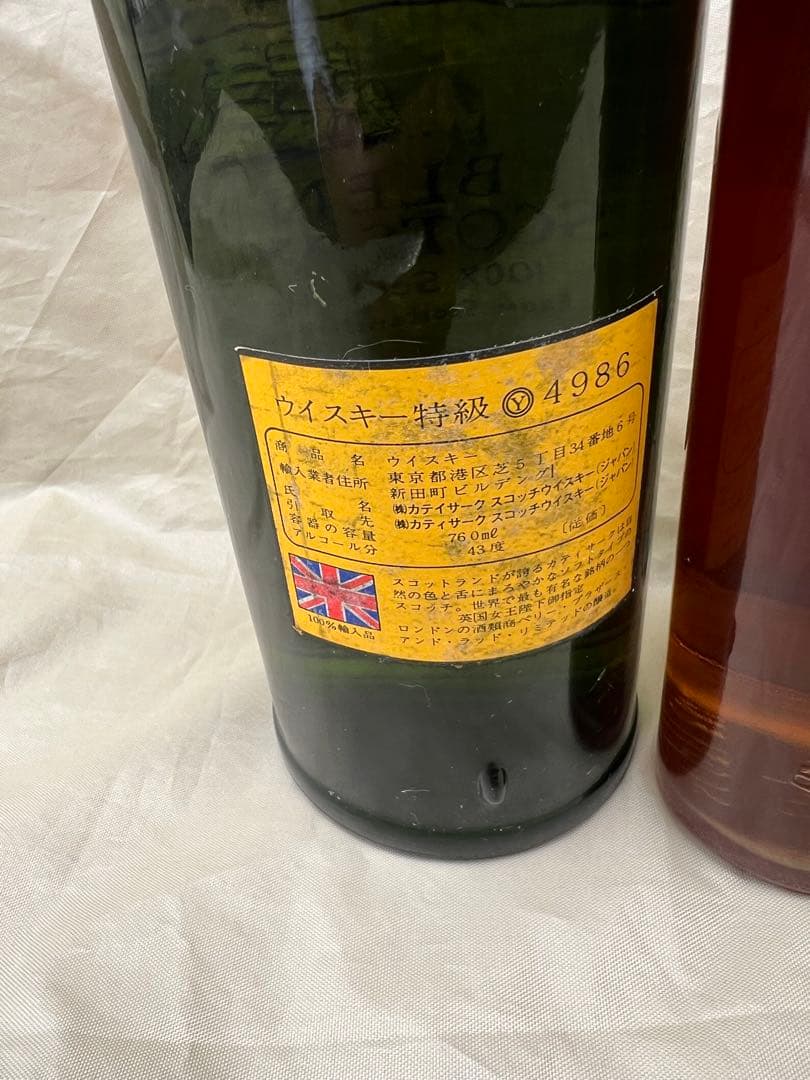 ウイスキー特級 Ⓨ 4986
商品名 ウイスキー
輸入業者住所 東京都港区芝5丁目34番地6号
新田町ビルデング
氏名 ㈱カティサーク スコッチウイスキー(ジャパン)
引取先 ㈱カティサーク スコッチウイスキー(ジャパン)
容器の容量 760ml 〔従価〕
アルコール分 43度
スコットランドが誇るカティサークは自
然の色と舌にまろやかなソフトタイプの
スコッチ。世界で最も有名な銘柄の一つ
英国女王陛下御指定
ロンドンの酒類商ベリー・ブラザーズ
アンド・ラッド・リミテッドの醸造。
100%輸入品